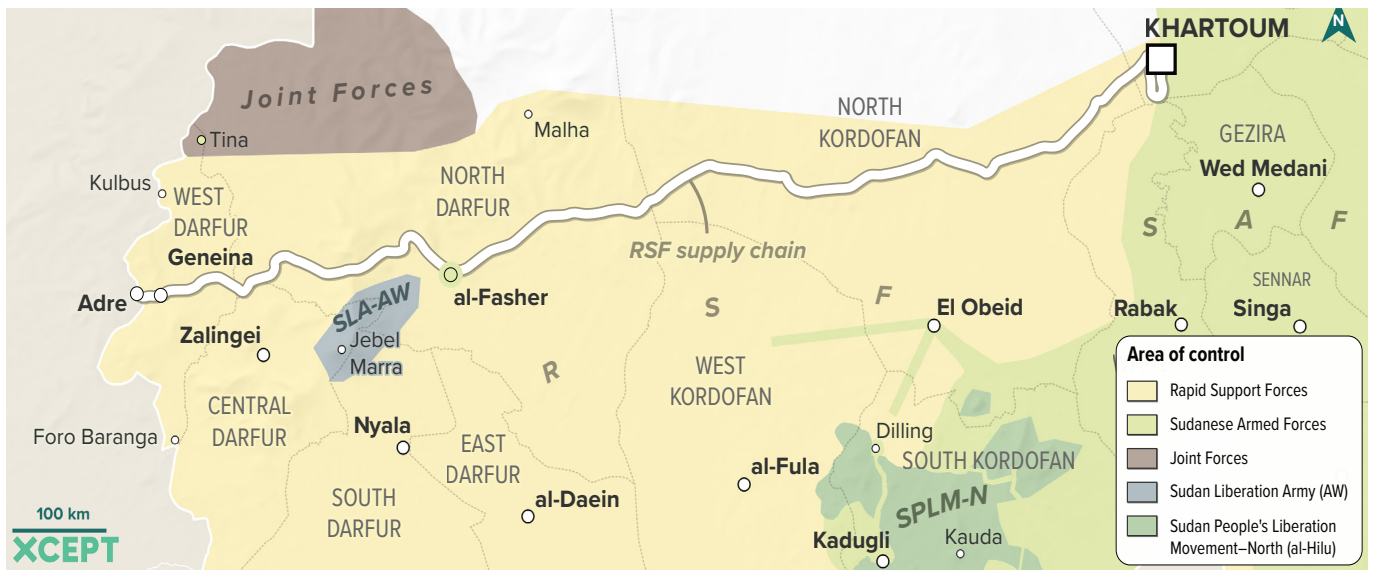 KHARTOUM
N
Joint Forces
NORTH
KORDOFAN
Malha
Tina
GEZIRA
Wed Medani
Kulbus
WEST
DARFUR
NORTH
DARFUR
S A F
RSF supply chain
Geneina
Adre
al-Fasher
SENNAR
SLA-AW
R S F
El Obeid
Rabak
Singa
Zalingei
Jebel
Marra
WEST
KORDOFAN
CENTRAL
DARFUR
Foro Baranga
Nyala
EAST
DARFUR
Dilling
SOUTH KORDOFAN
al-Fula
SOUTH
DARFUR
al-Daein
SPLM-N
Kadugli
Kauda
Area of control
Rapid Support Forces
Sudanese Armed Forces
Joint Forces
Sudan Liberation Army (AW)
Sudan People's Liberation
Movement–North (al-Hilu)
100 km
XCEPT